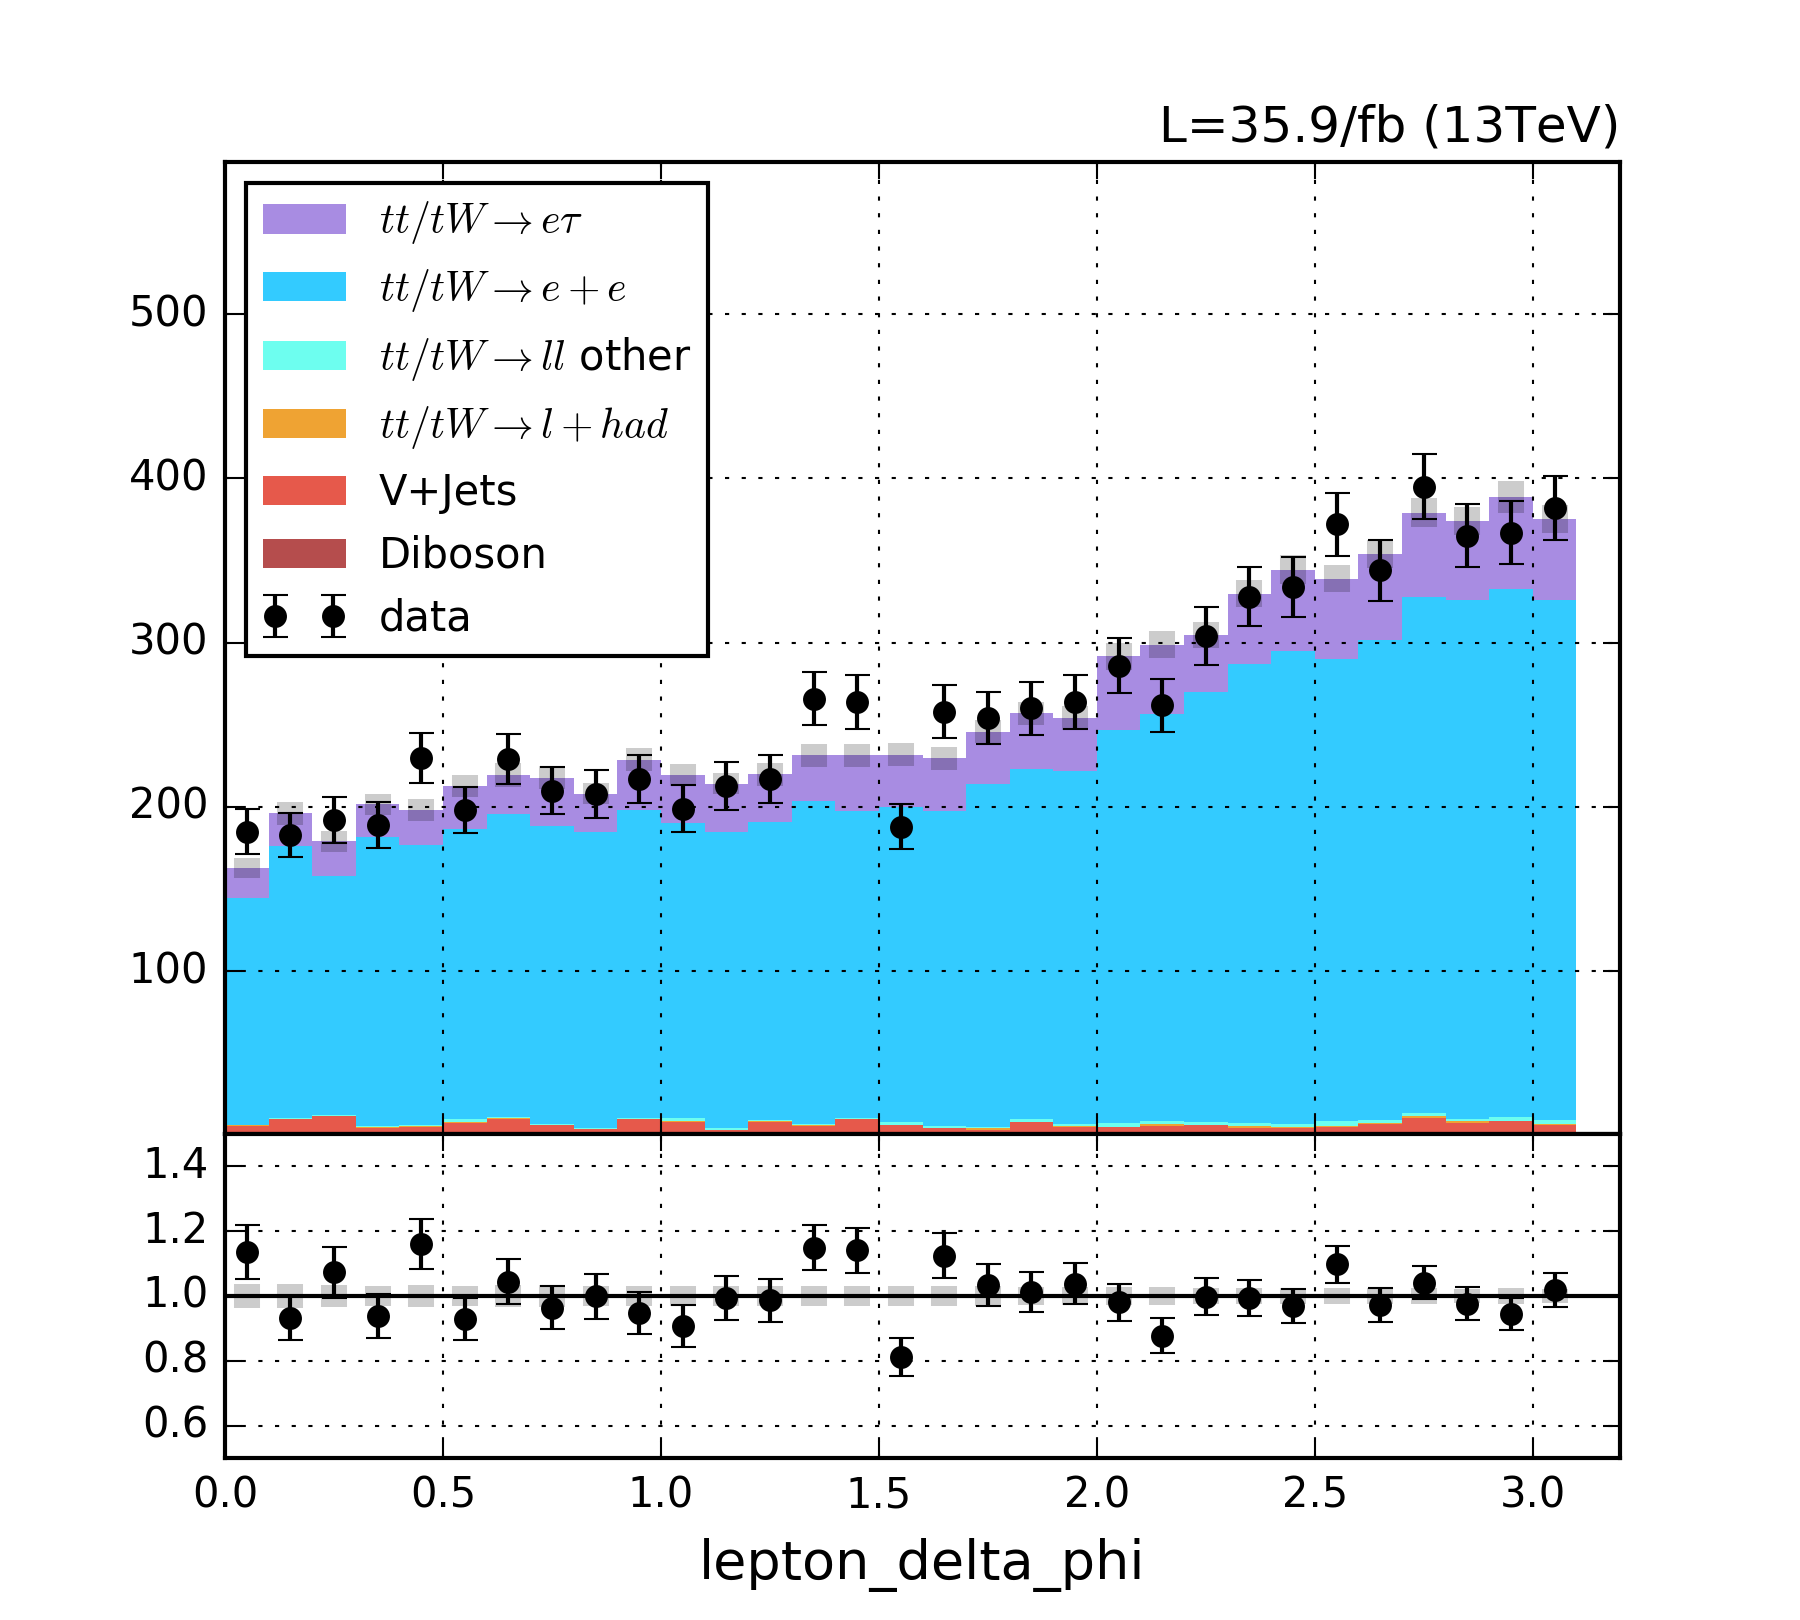 L=35.9/fb (13TeV)
tt/tW → eτ
tt/tW → e + e
tt/tW → ll other
tt/tW → l + had
V+Jets
Diboson
data
500
400
300
200
100
1.4
1.2
1.0
0.8
0.6
0.0 0.5 1.0 1.5 2.0 2.5 3.0
lepton_delta_phi